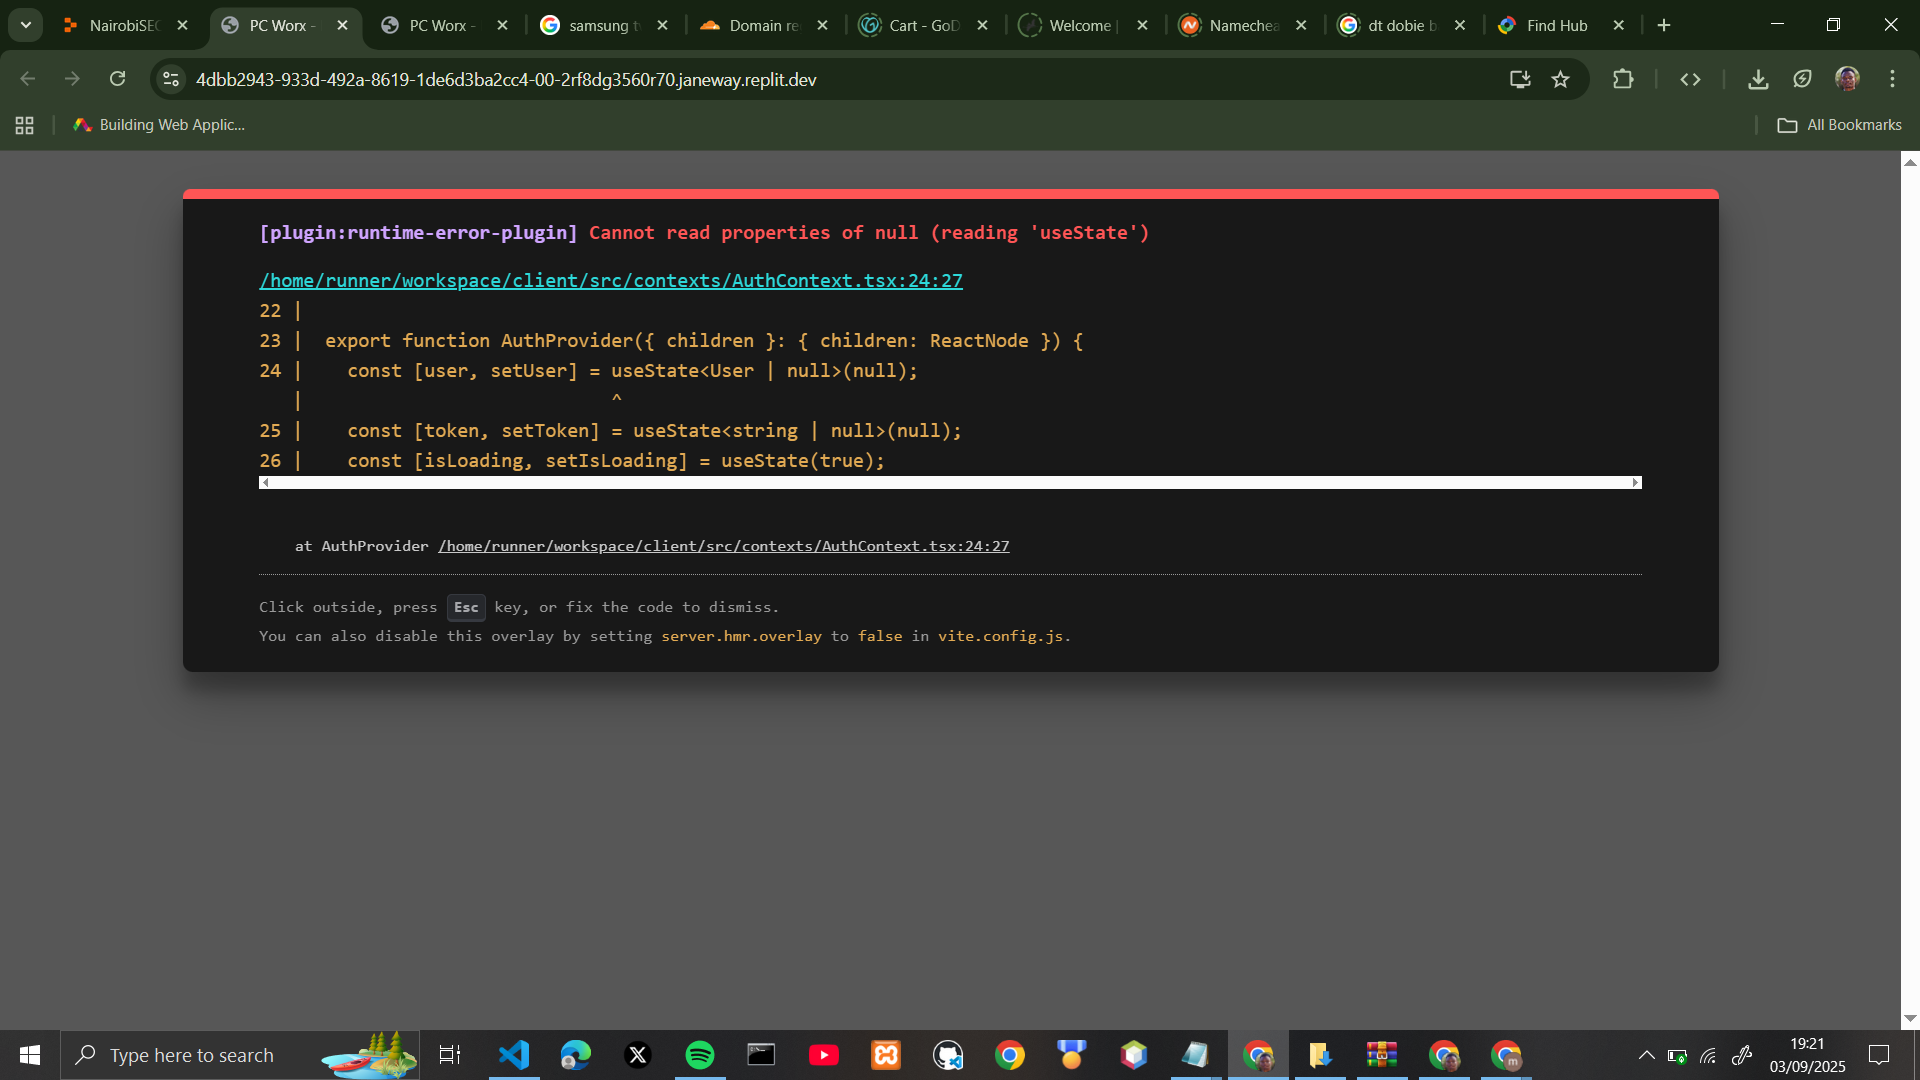 NairobiSEO
PC Worx -
PC Worx -
samsung tv
Domain re
Cart - GoD
Welcome |
Namechea
dt dobie b
Find Hub
4dbb2943-933d-492a-8619-1de6d3ba2cc4-00-2rf8dg3560r70.janeway.replit.dev
Building Web Applic...
All Bookmarks
[plugin:runtime-error-plugin] Cannot read properties of null (reading 'useState')
/home/runner/workspace/client/src/contexts/AuthContext.tsx:24:27
22 |
23 |  export function AuthProvider({ children }: { children: ReactNode }) {
24 |    const [user, setUser] = useState<User | null>(null);
|                            ^
25 |    const [token, setToken] = useState<string | null>(null);
26 |    const [isLoading, setIsLoading] = useState(true);
at AuthProvider /home/runner/workspace/client/src/contexts/AuthContext.tsx:24:27
Click outside, press Esc key, or fix the code to dismiss.
You can also disable this overlay by setting server.hmr.overlay to false in vite.config.js.
Type here to search
19:21
03/09/2025